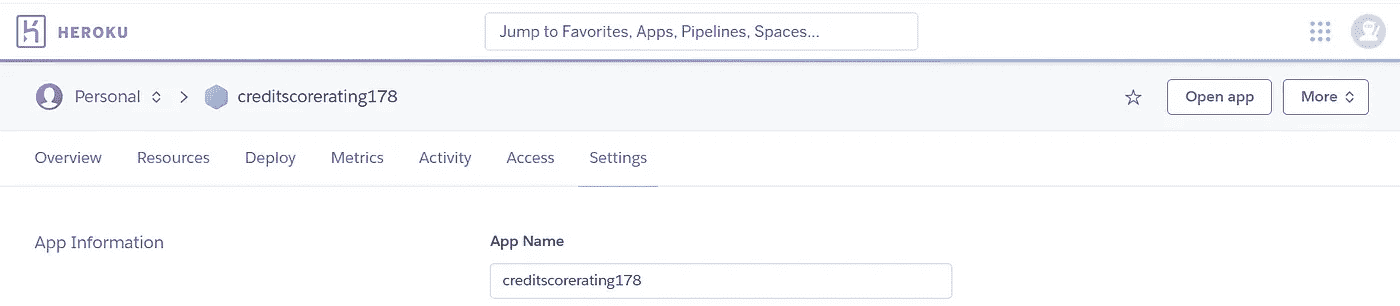 HEROKU
Jump to Favorites, Apps, Pipelines, Spaces...
Personal creditscorerating178
Open app More
Overview Resources Deploy Metrics Activity Access Settings
App Information
App Name
creditscorerating178